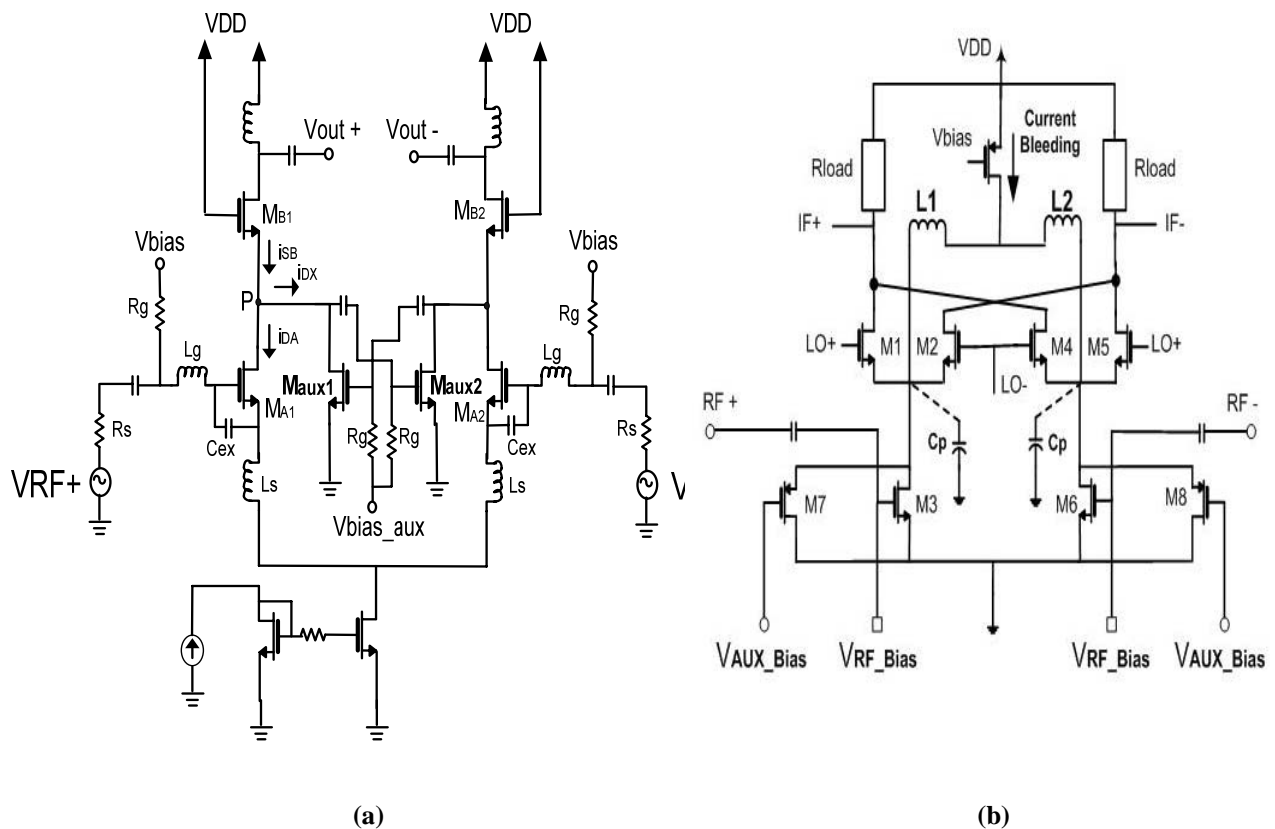 VDD
VDD
Vout +
Vout -
MB1
MB2
Vbias
iSB
iDX
Vbias
Rg
P
Rg
Lg
iDA
Lg
Maux1
Maux2
MA1
MA2
Rs
Cex
Rg
Rg
Cex
Rs
VRF+
Ls
Ls
V
Vbias_aux
(a)
VDD
Current
Bleeding
Vbias
Rload
Rload
L1
L2
IF+
IF-
LO+
M1
M2
M4
M5
LO+
LO-
RF +
RF -
Cp
Cp
M7
M3
M6
M8
VAUX_Bias
VRF_Bias
VRF_Bias
VAUX_Bias
(b)